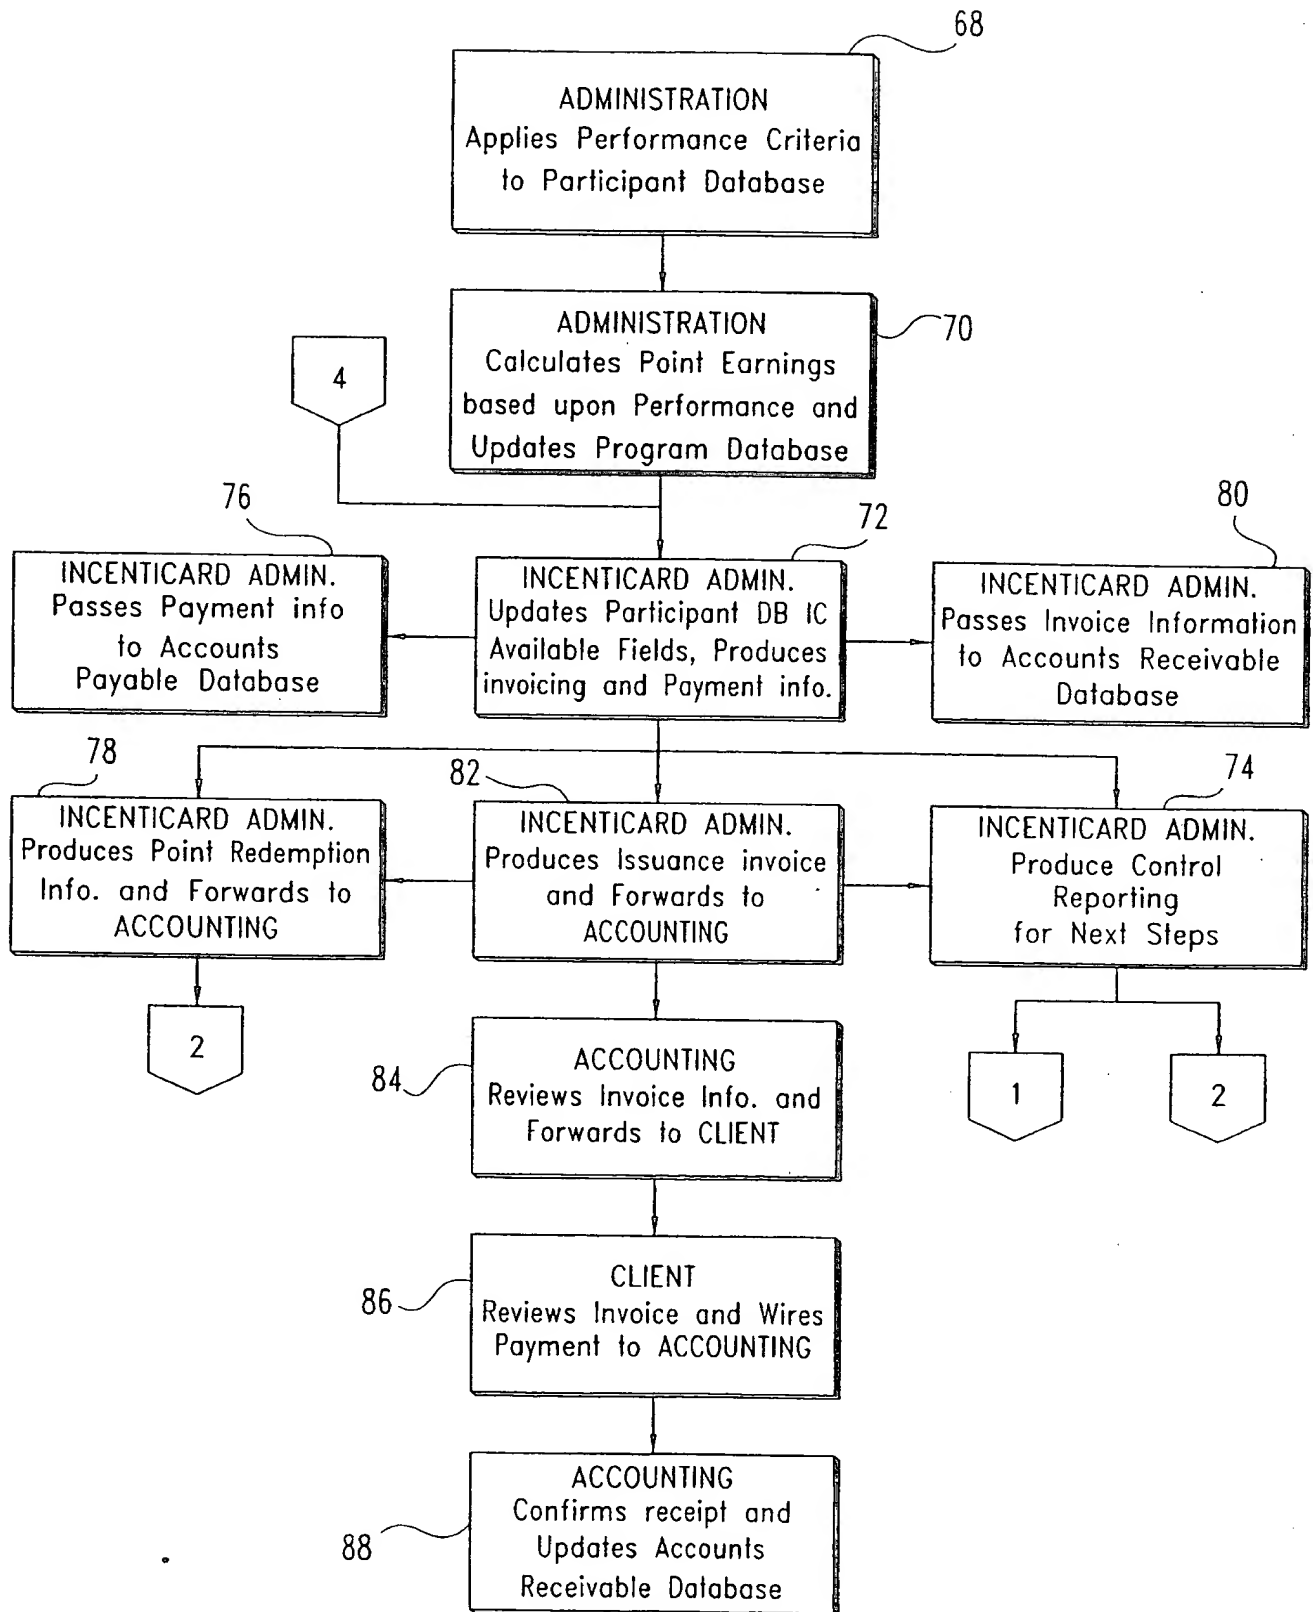 68
ADMINISTRATION
Applies Performance Criteria
to Participant Database
70
ADMINISTRATION
Calculates Point Earnings
based upon Performance and
Updates Program Database
4
76
INCENTICARD ADMIN.
Passes Payment info
to Accounts
Payable Database
72
INCENTICARD ADMIN.
Updates Participant DB IC
Available Fields, Produces
invoicing and Payment info.
80
INCENTICARD ADMIN.
Passes Invoice Information
to Accounts Receivable
Database
78
INCENTICARD ADMIN.
Produces Point Redemption
Info. and Forwards to
ACCOUNTING
82
INCENTICARD ADMIN.
Produces Issuance invoice
and Forwards to
ACCOUNTING
74
INCENTICARD ADMIN.
Produce Control
Reporting
for Next Steps
2
84
ACCOUNTING
Reviews Invoice Info. and
Forwards to CLIENT
1
2
86
CLIENT
Reviews Invoice and Wires
Payment to ACCOUNTING
88
ACCOUNTING
Confirms receipt and
Updates Accounts
Receivable Database